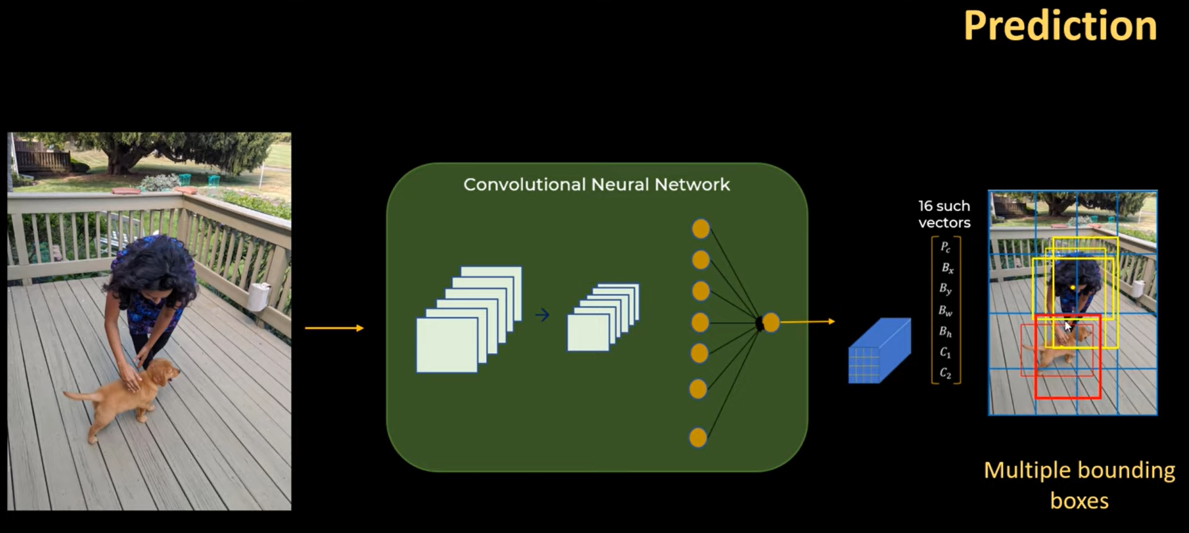 Prediction
Convolutional Neural Network
16 such
vectors
P_c
B_x
B_y
B_w
B_h
C_1
C_2
Multiple bounding
boxes